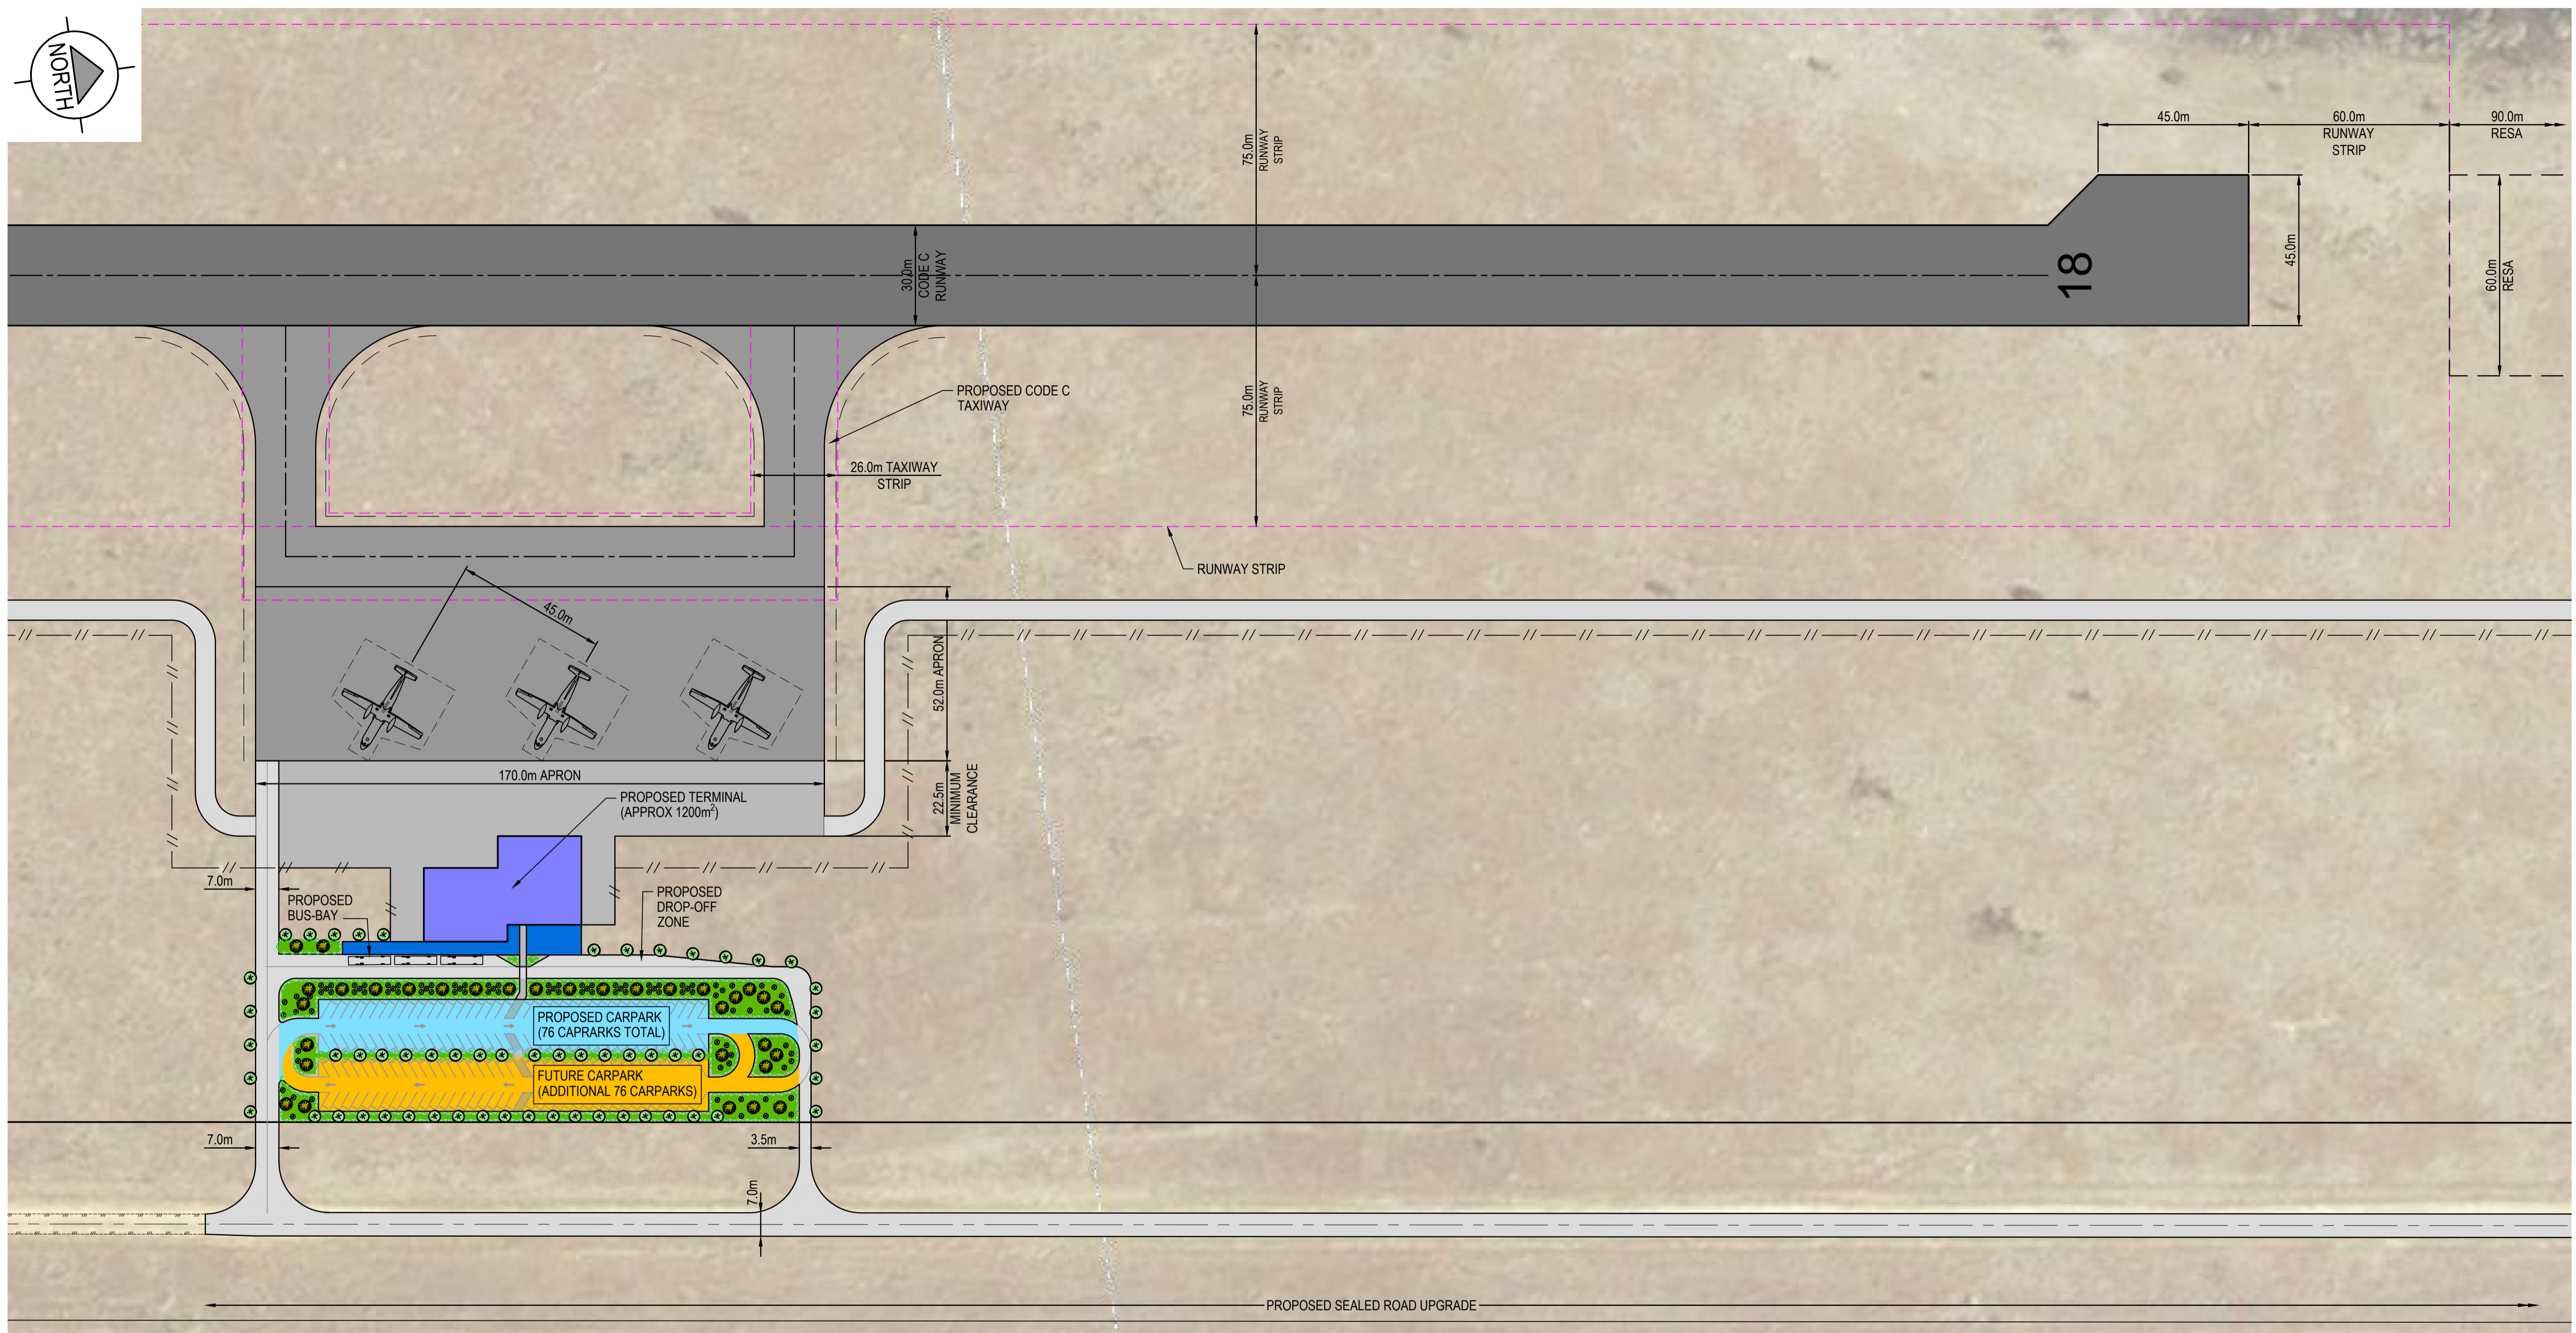 NORTH
75.0m
RUNWAY
STRIP
45.0m
60.0m
RUNWAY
STRIP
90.0m
RESA
30.0m
CODE C
RUNWAY
18
45.0m
60.0m
RESA
75.0m
RUNWAY
STRIP
PROPOSED CODE C
TAXIWAY
26.0m TAXIWAY
STRIP
RUNWAY STRIP
45.0m
52.0m APRON
170.0m APRON
22.5m
MINIMUM
CLEARANCE
PROPOSED TERMINAL
(APPROX 1200m²)
7.0m
PROPOSED
BUS-BAY
PROPOSED
DROP-OFF
ZONE
PROPOSED CARPARK
(76 CAPRARKS TOTAL)
FUTURE CARPARK
(ADDITIONAL 76 CARPARKS)
7.0m
3.5m
7.0m
PROPOSED SEALED ROAD UPGRADE